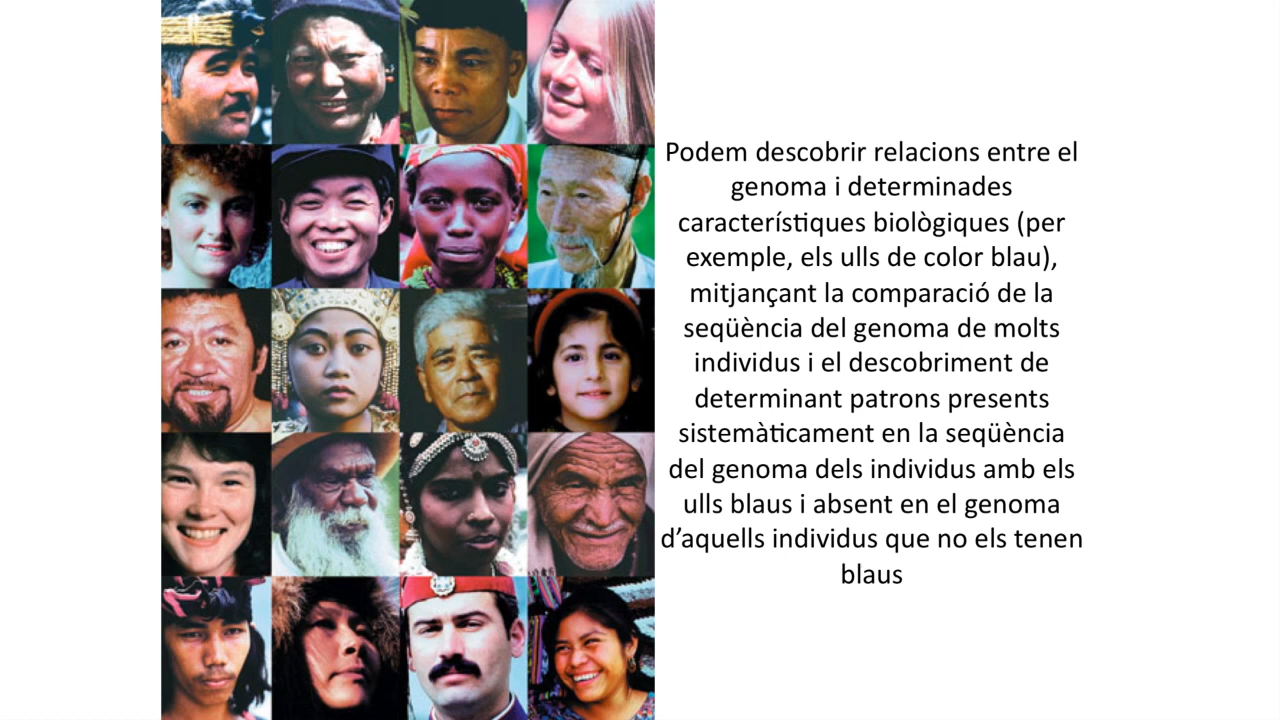 Podem descobrir relacions entre el
genoma i determinades
característiques biològiques (per
exemple, els ulls de color blau),
mitjançant la comparació de la
seqüència del genoma de molts
individus i el descobriment de
determinant patrons presents
sistemàticament en la seqüència
del genoma dels individus amb els
ulls blaus i absent en el genoma
d’aquells individus que no els tenen
blaus